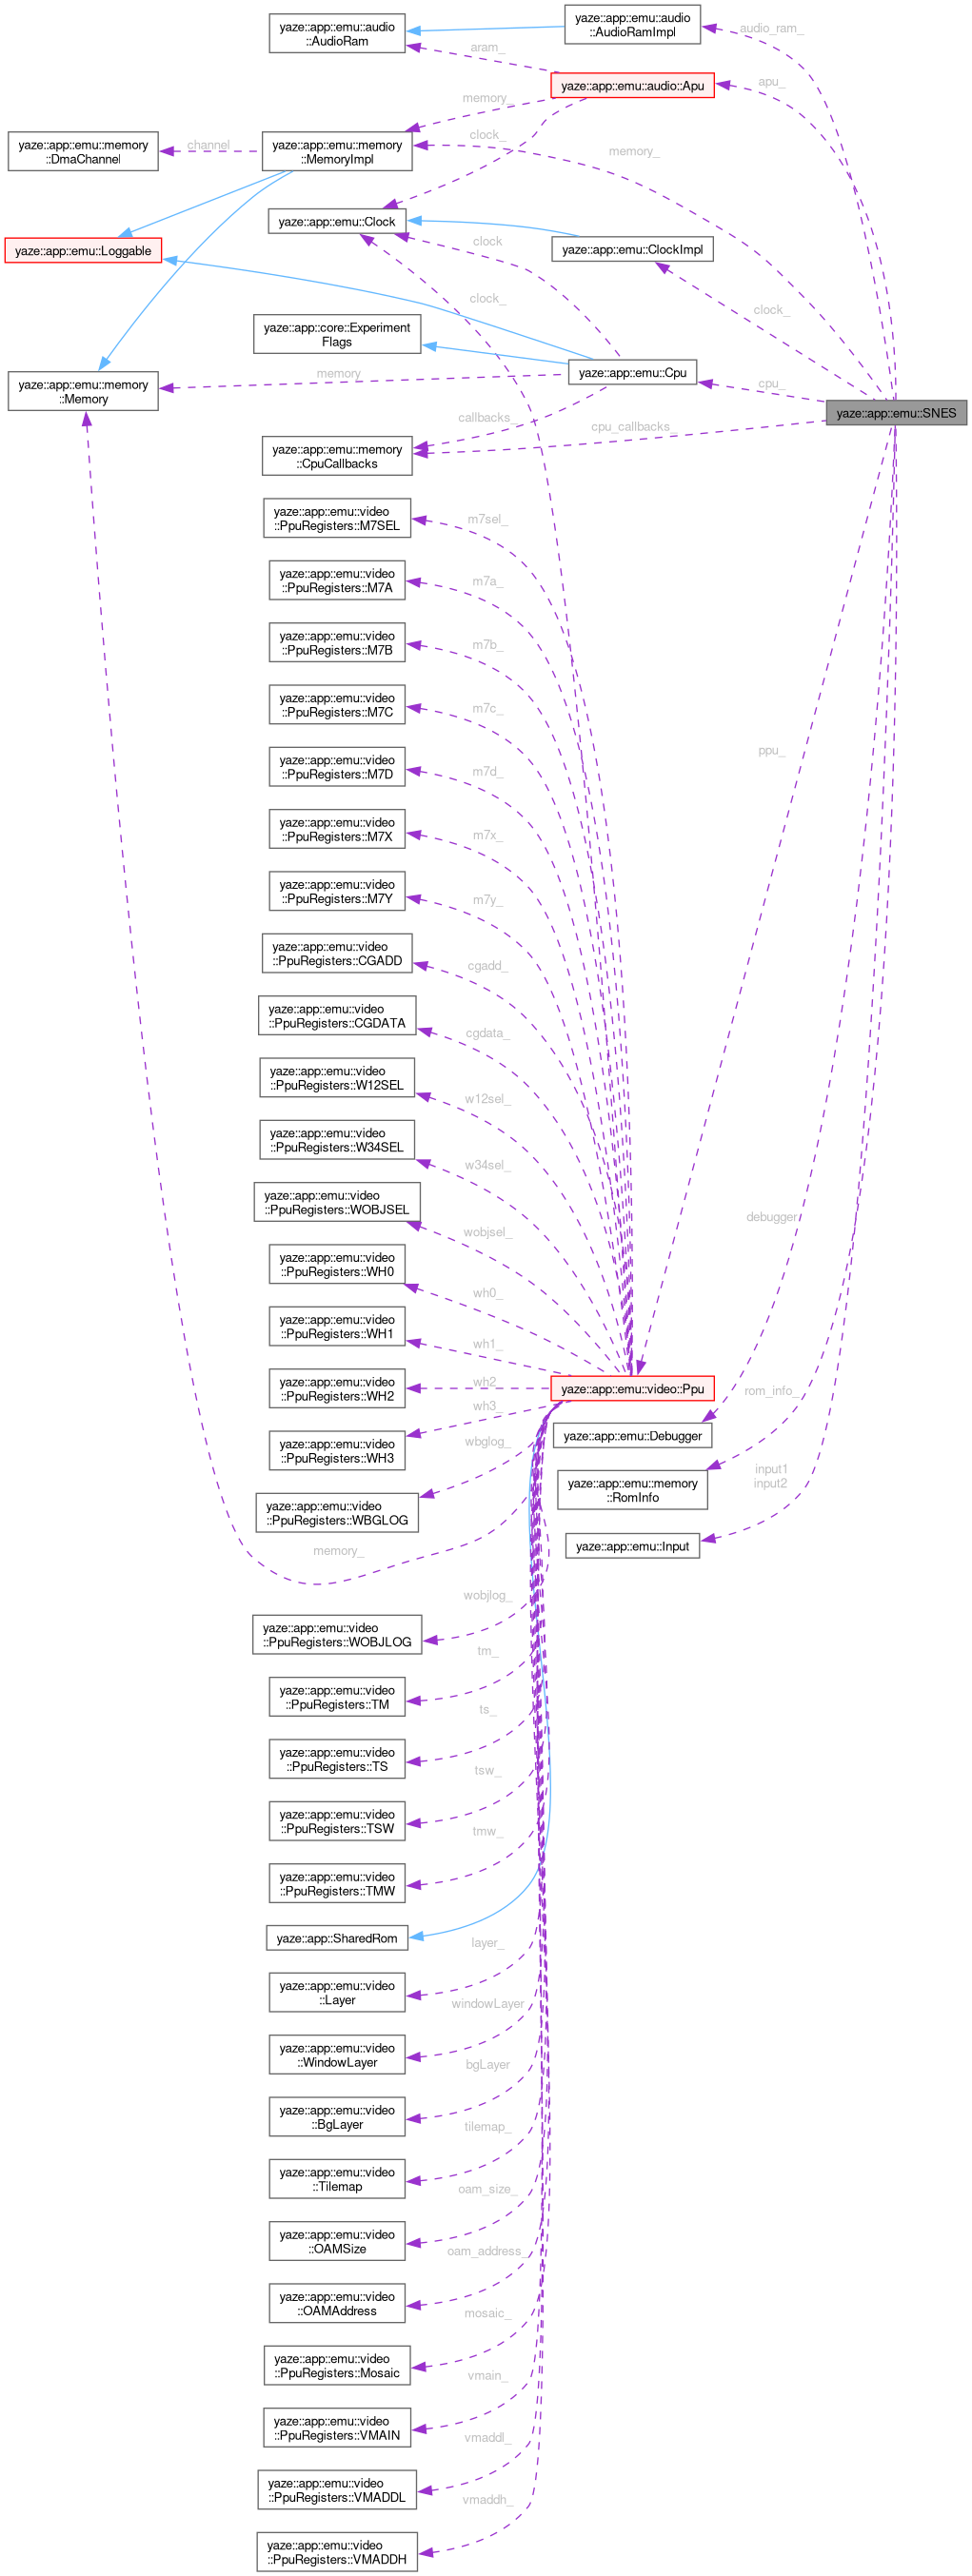 yaze::app::emu::audio
::AudioRam
yaze::app::emu::audio
::AudioRamImpl
audio_ram_
aram_
yaze::app::emu::audio::Apu
apu_
memory_
yaze::app::emu::memory
::DmaChannel
channel
yaze::app::emu::memory
::MemoryImpl
clock_
memory_
yaze::app::emu::Clock
yaze::app::emu::Loggable
clock
yaze::app::emu::ClockImpl
clock_
clock_
yaze::app::core::Experiment
Flags
yaze::app::emu::memory
::Memory
memory
yaze::app::emu::Cpu
cpu_
yaze::app::emu::SNES
callbacks_
cpu_callbacks_
yaze::app::emu::memory
::CpuCallbacks
yaze::app::emu::video
::PpuRegisters::M7SEL
m7sel_
yaze::app::emu::video
::PpuRegisters::M7A
m7a_
yaze::app::emu::video
::PpuRegisters::M7B
m7b_
yaze::app::emu::video
::PpuRegisters::M7C
m7c_
yaze::app::emu::video
::PpuRegisters::M7D
m7d_
ppu_
yaze::app::emu::video
::PpuRegisters::M7X
m7x_
yaze::app::emu::video
::PpuRegisters::M7Y
m7y_
yaze::app::emu::video
::PpuRegisters::CGADD
cgadd_
yaze::app::emu::video
::PpuRegisters::CGDATA
cgdata_
yaze::app::emu::video
::PpuRegisters::W12SEL
w12sel_
yaze::app::emu::video
::PpuRegisters::W34SEL
w34sel_
yaze::app::emu::video
::PpuRegisters::WOBJSEL
wobjsel_
debugger
yaze::app::emu::video
::PpuRegisters::WH0
wh0_
yaze::app::emu::video
::PpuRegisters::WH1
wh1_
yaze::app::emu::video
::PpuRegisters::WH2
wh2_
yaze::app::emu::video::Ppu
rom_info_
yaze::app::emu::video
::PpuRegisters::WH3
wh3_
yaze::app::emu::Debugger
wbglog_
yaze::app::emu::memory
::RomInfo
input1
input2
yaze::app::emu::video
::PpuRegisters::WBGLOG
memory_
yaze::app::emu::Input
yaze::app::emu::video
::PpuRegisters::WOBJLOG
wobjlog_
yaze::app::emu::video
::PpuRegisters::TM
tm_
yaze::app::emu::video
::PpuRegisters::TS
ts_
yaze::app::emu::video
::PpuRegisters::TSW
tsw_
yaze::app::emu::video
::PpuRegisters::TMW
tmw_
yaze::app::SharedRom
yaze::app::emu::video
::Layer
layer_
yaze::app::emu::video
::WindowLayer
windowLayer
yaze::app::emu::video
::BgLayer
bgLayer
yaze::app::emu::video
::Tilemap
tilemap_
yaze::app::emu::video
::OAMSize
oam_size_
yaze::app::emu::video
::OAMAddress
oam_address_
yaze::app::emu::video
::PpuRegisters::Mosaic
mosaic_
yaze::app::emu::video
::PpuRegisters::VMAIN
vmain_
yaze::app::emu::video
::PpuRegisters::VMADDL
vmaddl_
yaze::app::emu::video
::PpuRegisters::VMADDH
vmaddh_